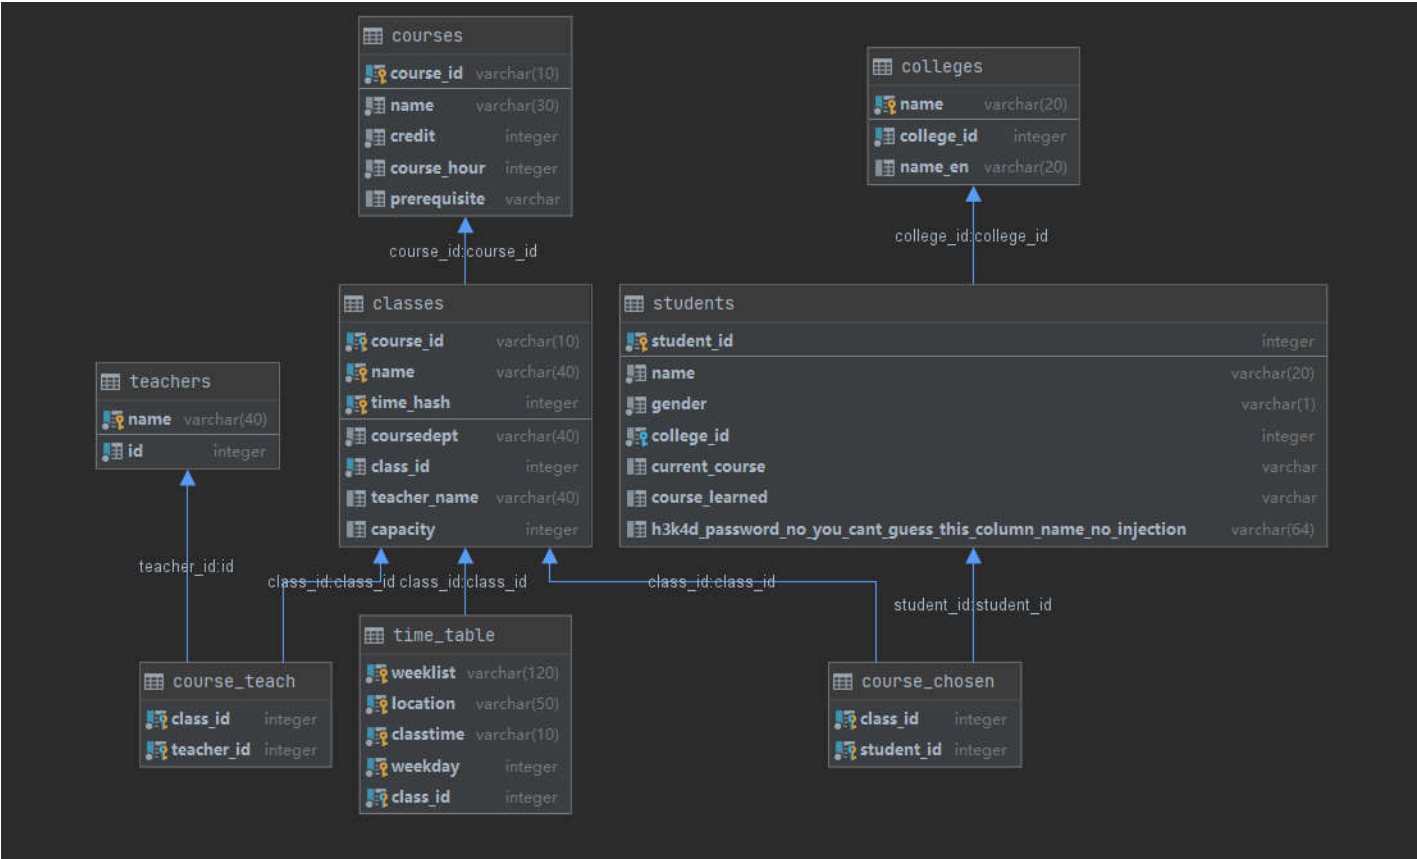 courses
course_id varchar(10)
name varchar(30)
credit integer
course_hour integer
prerequisite varchar
colleges
name varchar(20)
college_id integer
name_en varchar(20)
course_id:course_id
college_id:college_id
classes
course_id varchar(10)
name varchar(40)
time_hash integer
coursedept varchar(40)
class_id integer
teacher_name varchar(40)
capacity integer
students
student_id integer
name varchar(20)
gender varchar(1)
college_id integer
current_course varchar
course_learned varchar
h3k4d_password_no_you_cant_guess_this_column_name_no_injection varchar(64)
teachers
name varchar(40)
id integer
teacher_id:id
class_id:class_id
class_id:class_id
class_id:class_id
student_id:student_id
course_teach
class_id integer
teacher_id integer
time_table
weeklist varchar(120)
location varchar(50)
classtime varchar(10)
weekday integer
class_id integer
course_chosen
class_id integer
student_id integer